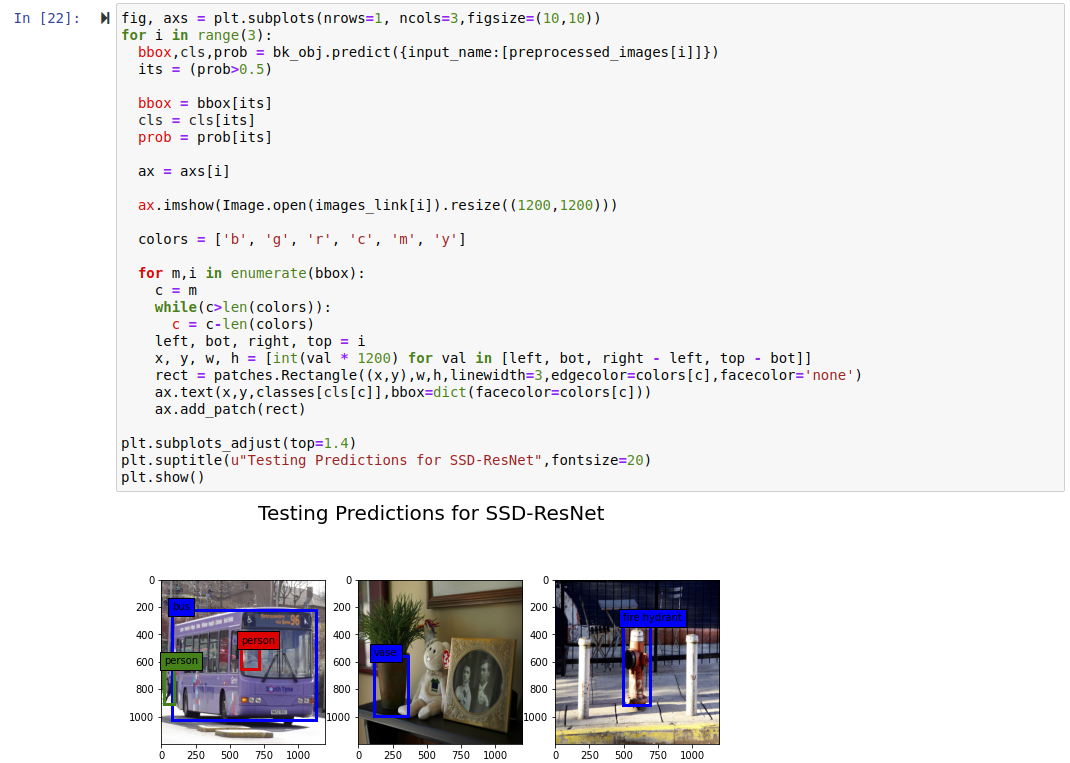 In [22]:
fig, axs = plt.subplots(nrows=1, ncols=3,figsize=(10,10))
for i in range(3):
  bbox,cls,prob = bk_obj.predict({input_name:[preprocessed_images[i]]})
  its = (prob>0.5)
  bbox = bbox[its]
  cls = cls[its]
  prob = prob[its]
  ax = axs[i]
  ax.imshow(Image.open(images_link[i]).resize((1200,1200)))
  colors = ['b', 'g', 'r', 'c', 'm', 'y']
  for m,i in enumerate(bbox):
    c = m
    while(c>len(colors)):
      c = c-len(colors)
    left, bot, right, top = i
    x, y, w, h = [int(val * 1200) for val in [left, bot, right - left, top - bot]]
    rect = patches.Rectangle((x,y),w,h,linewidth=3,edgecolor=colors[c],facecolor='none')
    ax.text(x,y,classes[cls[c]],bbox=dict(facecolor=colors[c]))
    ax.add_patch(rect)
plt.subplots_adjust(top=1.4)
plt.suptitle(u"Testing Predictions for SSD-ResNet",fontsize=20)
plt.show()
Testing Predictions for SSD-ResNet
0
200
400
600
800
1000
0 250 500 750 1000
bus
96
person
person
0
200
400
600
800
1000
0 250 500 750 1000
vase
0
200
400
600
800
1000
0 250 500 750 1000
fire hydrant